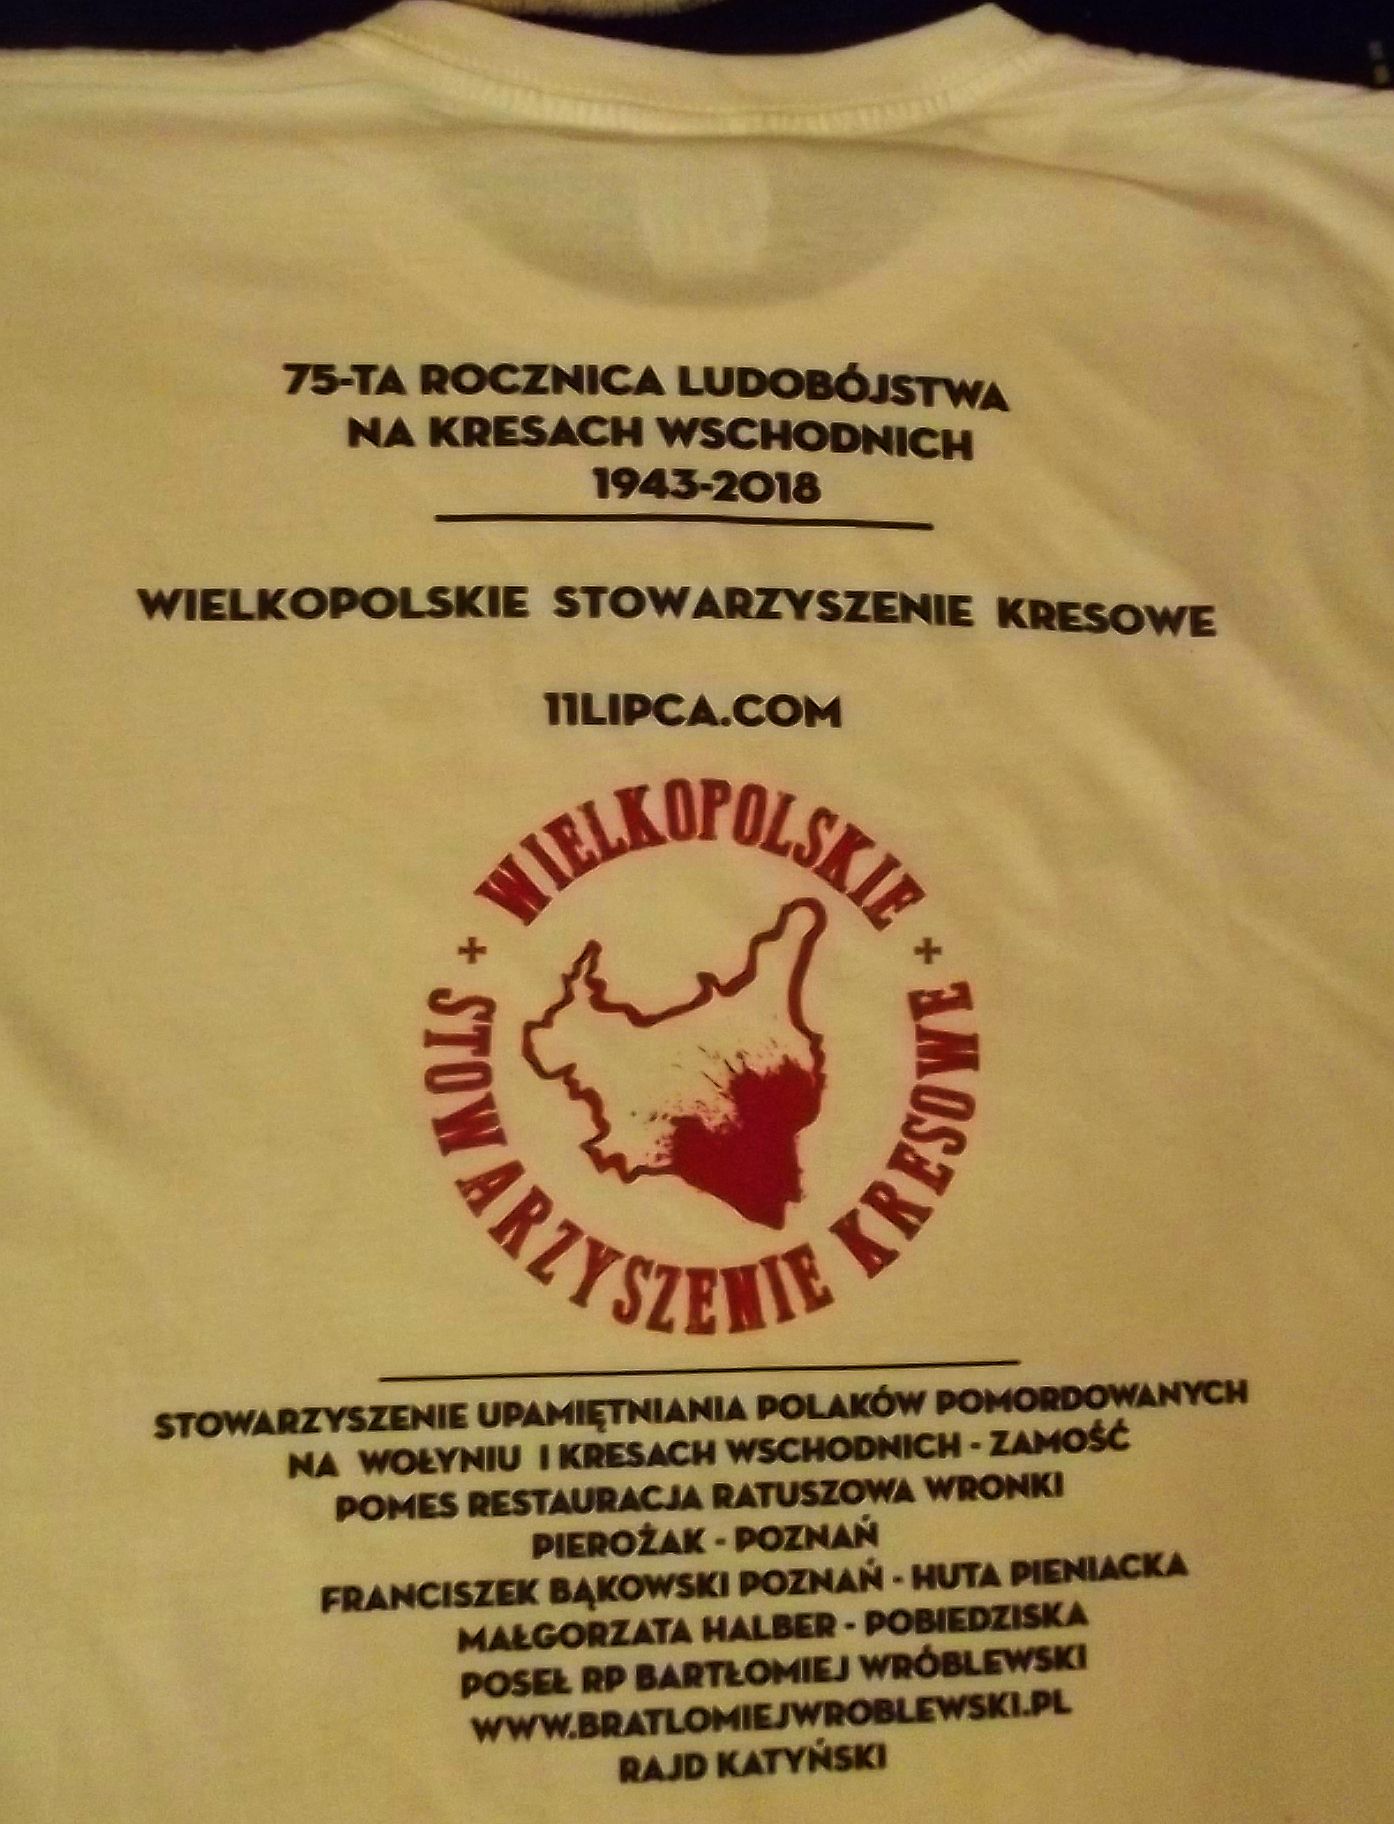 75-TA ROCZNICA LUDOBÓJSTWA
NA KRESACH WSCHODNICH
1943-2018
WIELKOPOLSKIE STOWARZYSZENIE KRESOWE
11LIPCA.COM
WIELKOPOLSKIE
+ STOWARZYSZENIE KRESOWE +
STOWARZYSZENIE UPAMIĘTNIANIA POLAKÓW POMORDOWANYCH
NA WOŁYNIU I KRESACH WSCHODNICH - ZAMOŚĆ
POMES RESTAURACJA RATUSZOWA WRONKI
PIEROŻAK - POZNAŃ
FRANCISZEK BĄKOWSKI POZNAŃ - HUTA PIENIACKA
MAŁGORZATA HALBER - POBIEDZISKA
POSEŁ RP BARTŁOMIEJ WRÓBLEWSKI
WWW.BRATLOMIEJWROBLEWSKI.PL
RAJD KATYŃSKI